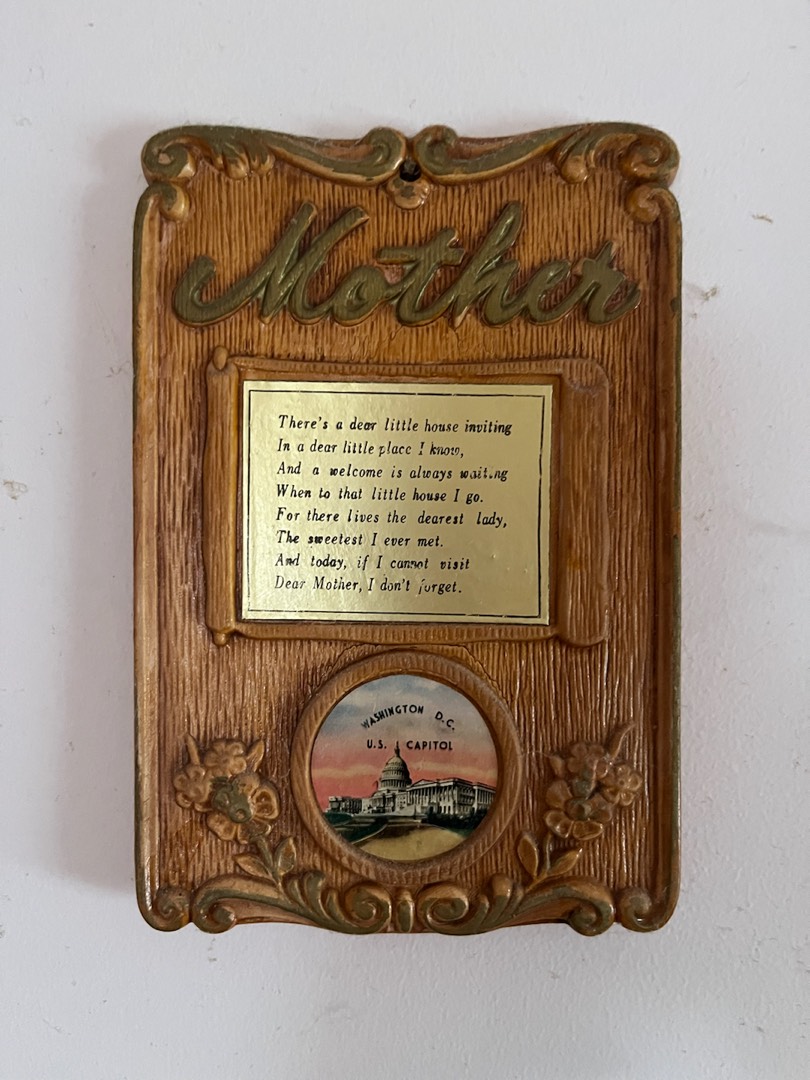 Mother
There's a dear little house inviting
In a dear little place I know,
And a welcome is always waiting
When to that little house I go.
For there lives the dearest lady,
The sweetest I ever met.
And today, if I cannot visit
Dear Mother, I don't forget.
WASHINGTON D.C.
U.S. CAPITOL